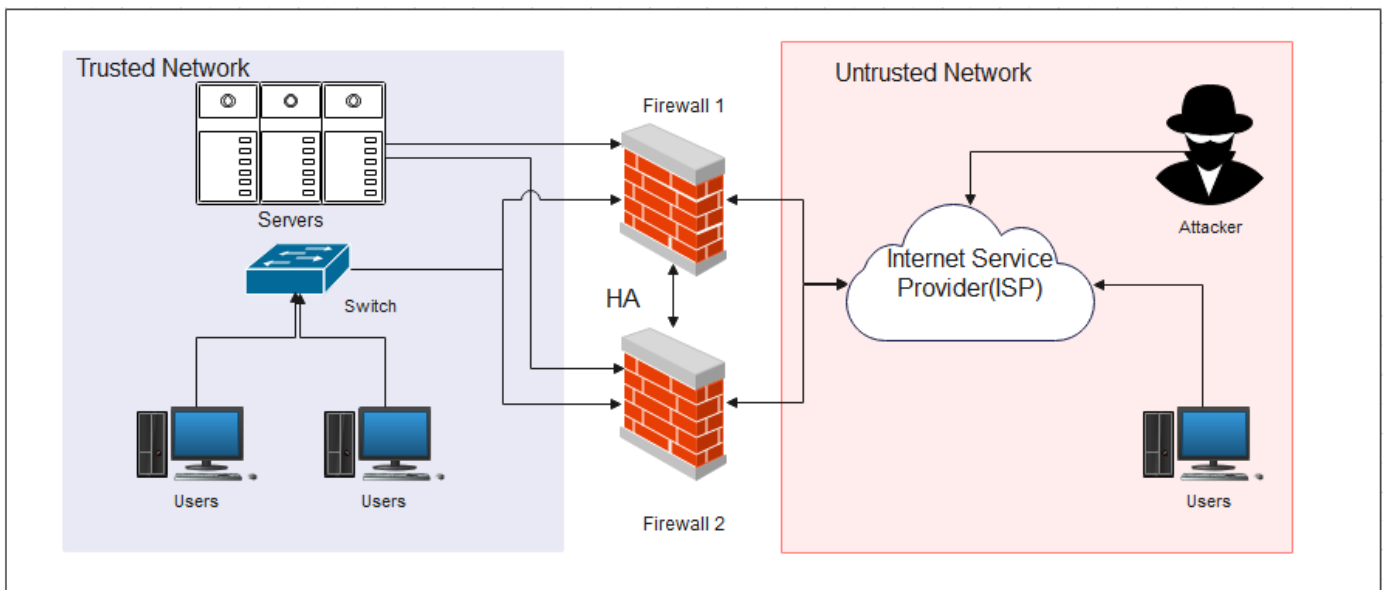 Trusted Network
Untrusted Network
Servers
Switch
Users
Users
Firewall 1
HA
Firewall 2
Internet Service
Provider(ISP)
Attacker
Users